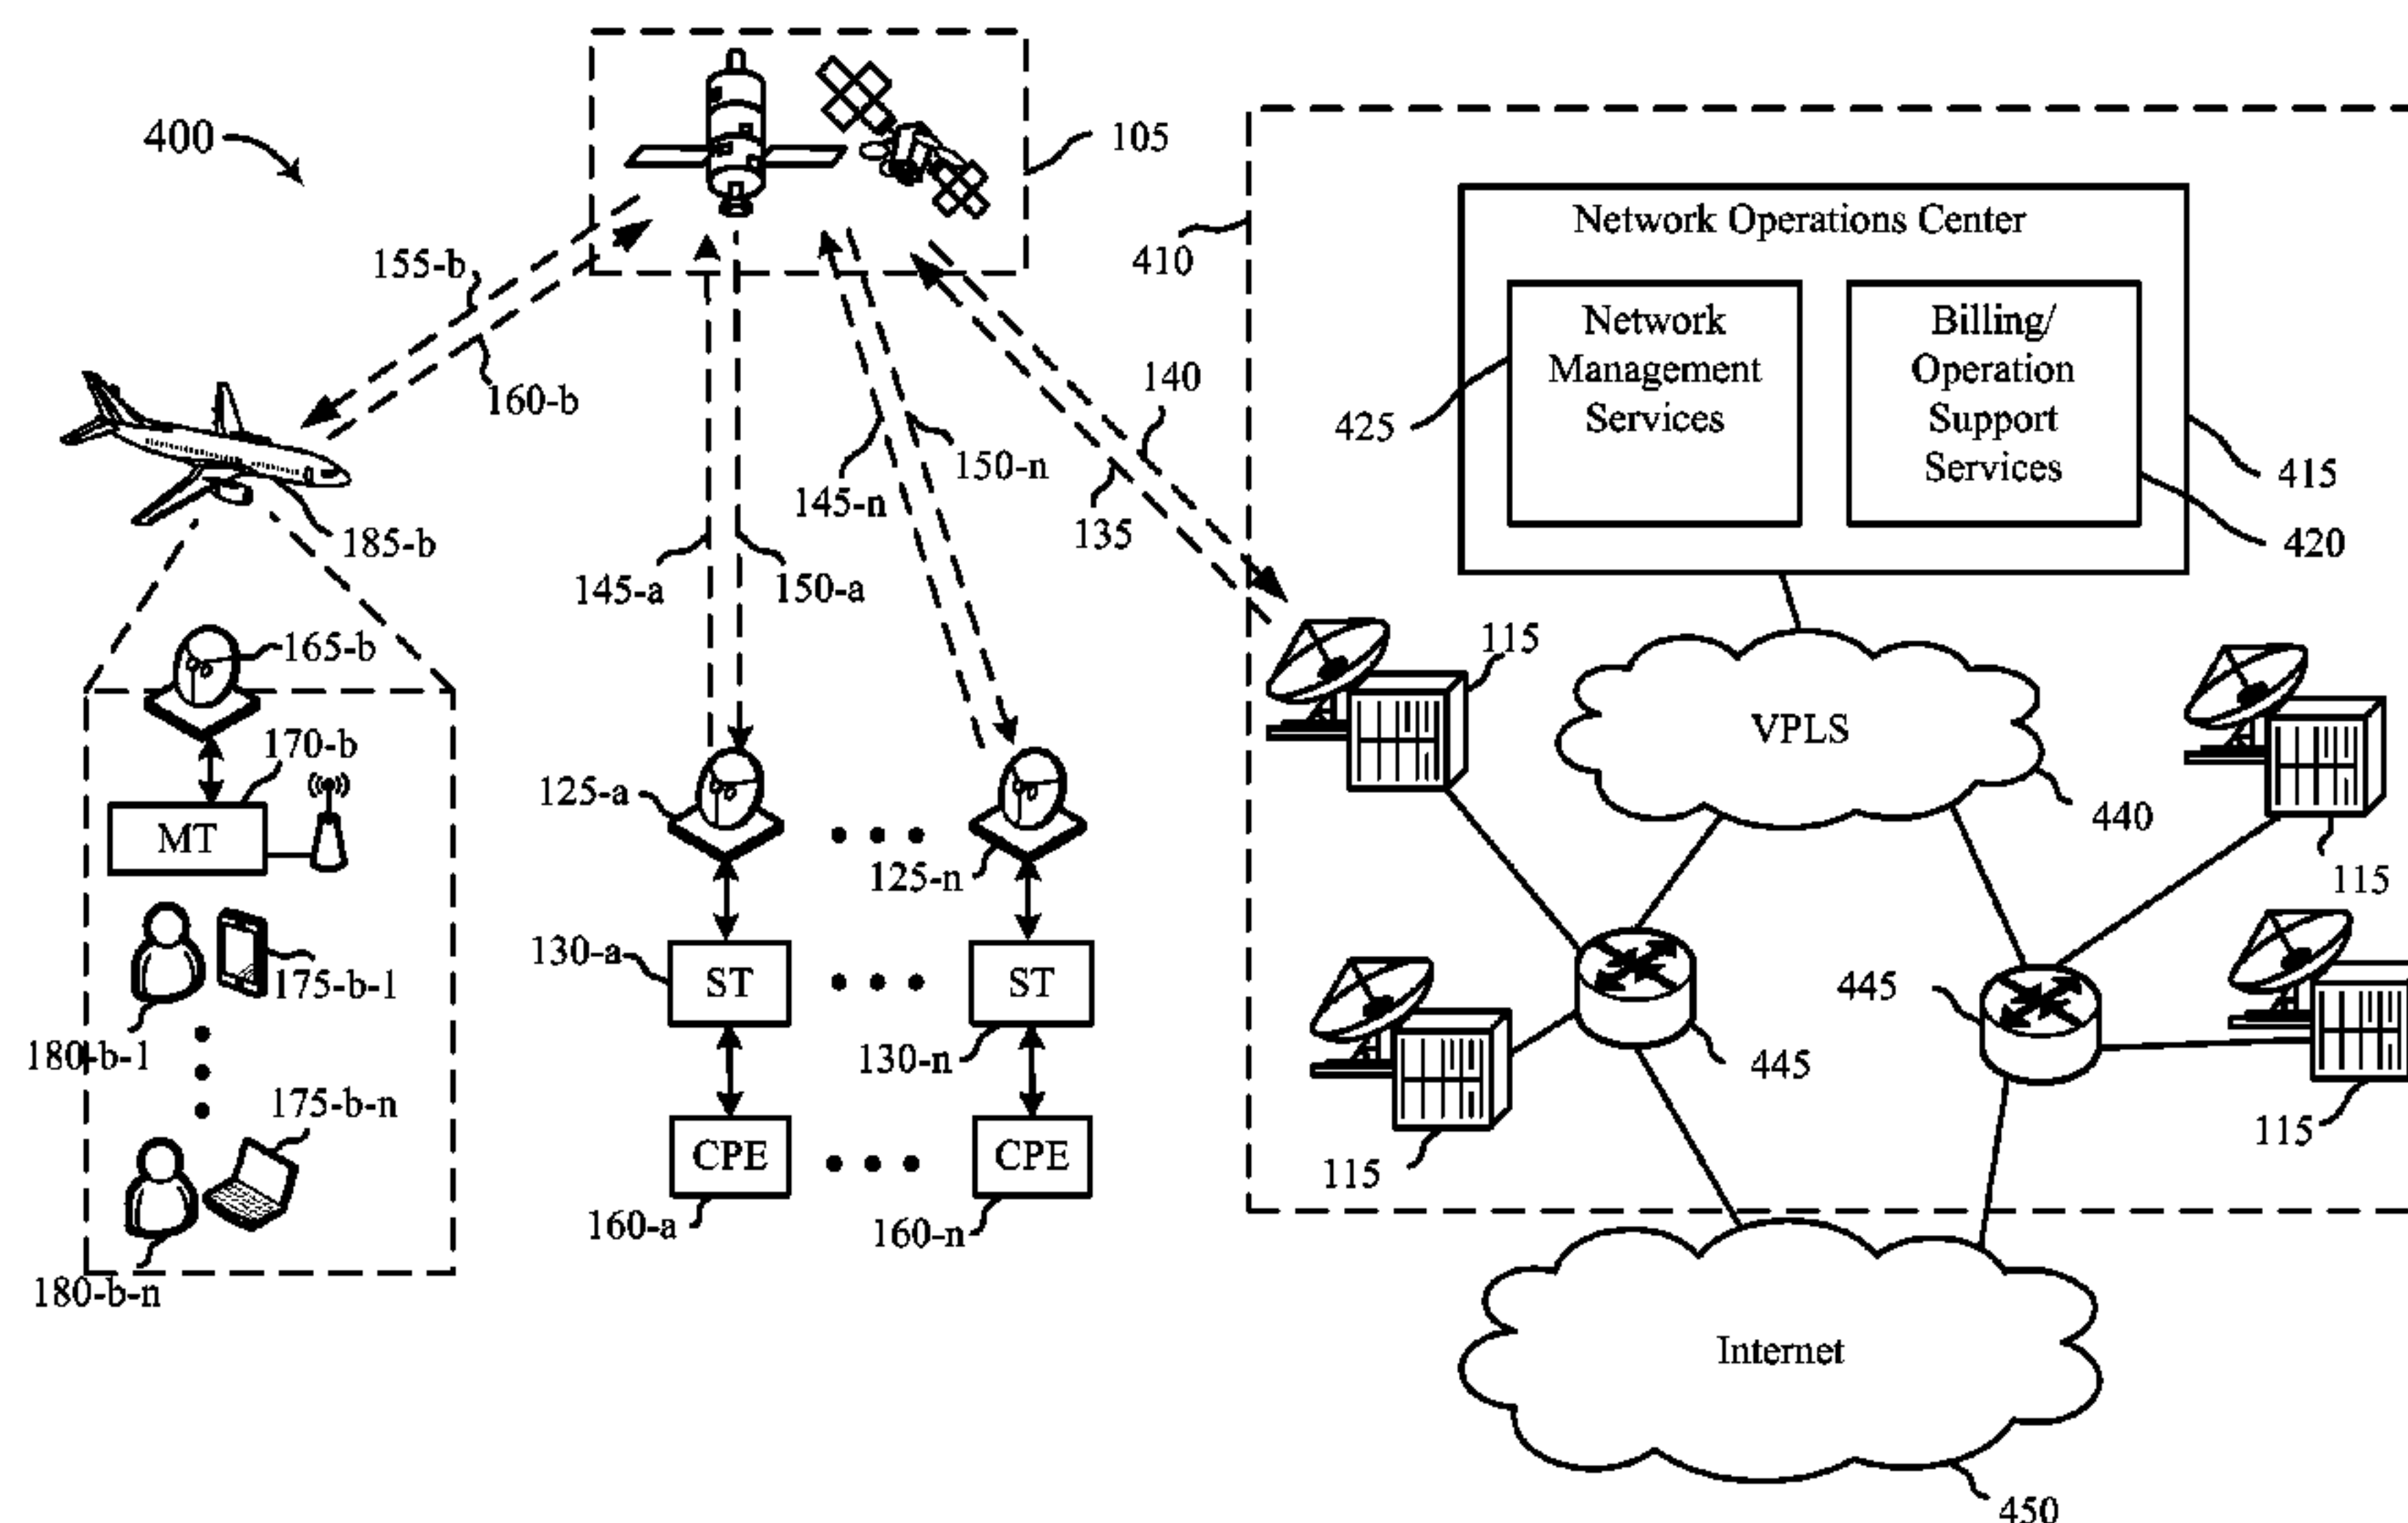 400
105
155-b
160-b
185-b
145-a
150-a
145-n
150-n
140
135
165-b
170-b
MT
175-b-1
180-b-1
175-b-n
180-b-n
125-a
125-n
130-a
ST
ST
130-n
CPE
CPE
160-a
160-n
410
Network Operations Center
Network
Management
Services
Billing/
Operation
Support
Services
425
415
420
115
VPLS
440
115
445
445
115
115
Internet
450